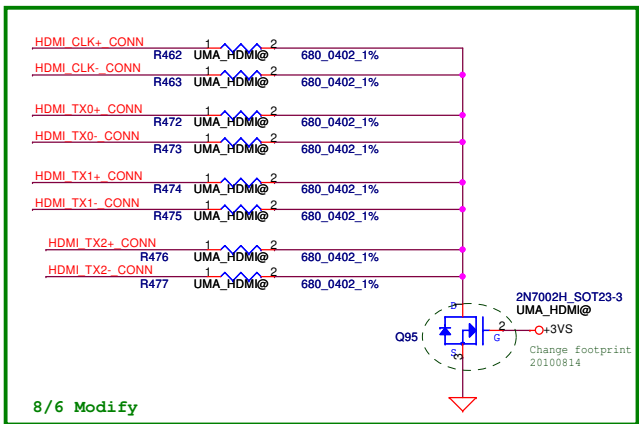 HDMI_CLK+_CONN 1 2
R462 UMA_HDMI@ 680_0402_1%
HDMI_CLK-_CONN 1 2
R463 UMA_HDMI@ 680_0402_1%
HDMI_TX0+_CONN 1 2
R472 UMA_HDMI@ 680_0402_1%
HDMI_TX0-_CONN 1 2
R473 UMA_HDMI@ 680_0402_1%
HDMI_TX1+_CONN 1 2
R474 UMA_HDMI@ 680_0402_1%
HDMI_TX1-_CONN 1 2
R475 UMA_HDMI@ 680_0402_1%
HDMI_TX2+_CONN 1 2
R476 UMA_HDMI@ 680_0402_1%
HDMI_TX2-_CONN 1 2
R477 UMA_HDMI@ 680_0402_1%
2N7002H_SOT23-3
UMA_HDMI@
D
Q95 2 +3VS
G
S
3
Change footprint
20100814
8/6 Modify